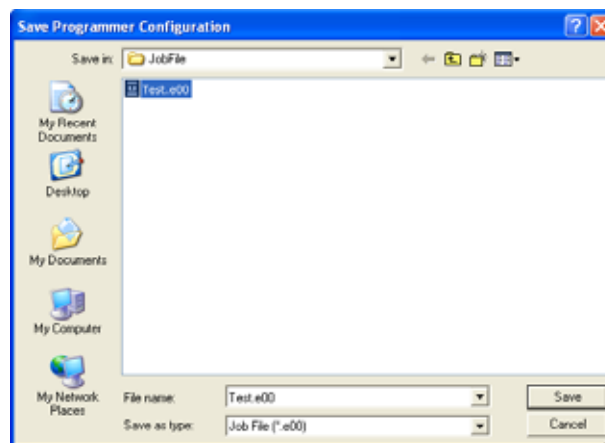 Save Programmer Configuration
Save in: JobFile
Test.e00
My Recent
Documents
Desktop
My Documents
My Computer
My Network
Places
File name: Test.e00 Save
Save as type: Job File (*.e00) Cancel